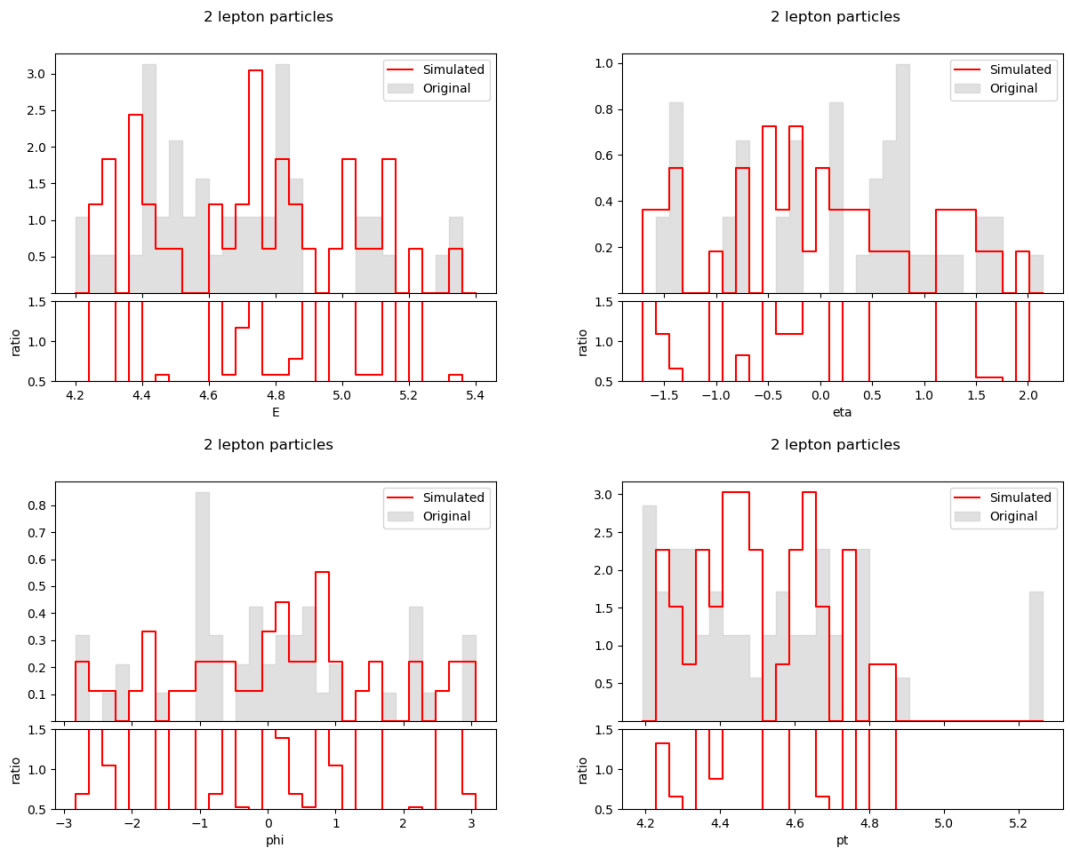 2 lepton particles
3.0
2.5
2.0
1.5
1.0
0.5
Simulated
Original
1.5
1.0
0.5
ratio
4.2 4.4 4.6 4.8 5.0 5.2 5.4
E
2 lepton particles
1.0
0.8
0.6
0.4
0.2
Simulated
Original
1.5
1.0
0.5
ratio
−1.5 −1.0 −0.5 0.0 0.5 1.0 1.5 2.0
eta
2 lepton particles
0.8
0.7
0.6
0.5
0.4
0.3
0.2
0.1
Simulated
Original
1.5
1.0
0.5
ratio
−3 −2 −1 0 1 2 3
phi
2 lepton particles
3.0
2.5
2.0
1.5
1.0
0.5
Simulated
Original
1.5
1.0
0.5
ratio
4.2 4.4 4.6 4.8 5.0 5.2
pt